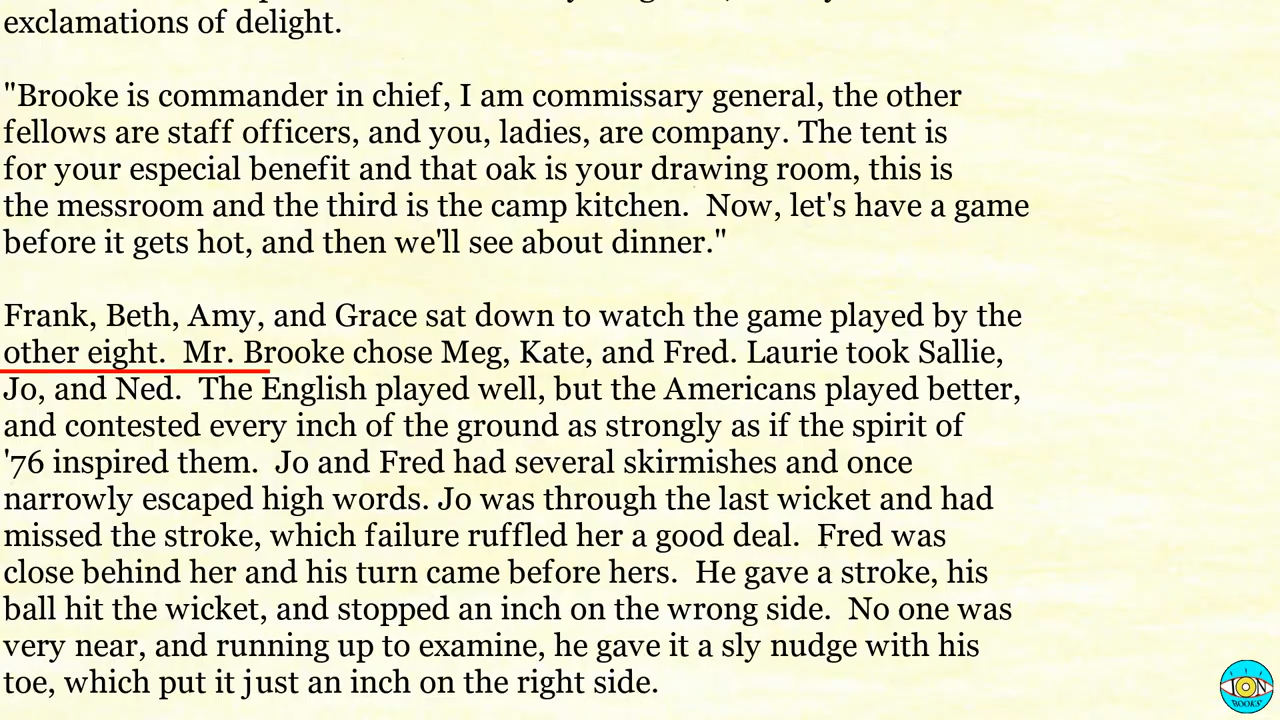 exclamations of delight.
"Brooke is commander in chief, I am commissary general, the other
fellows are staff officers, and you, ladies, are company. The tent is
for your especial benefit and that oak is your drawing room, this is
the messroom and the third is the camp kitchen.  Now, let's have a game
before it gets hot, and then we'll see about dinner."
Frank, Beth, Amy, and Grace sat down to watch the game played by the
other eight.  Mr. Brooke chose Meg, Kate, and Fred. Laurie took Sallie,
Jo, and Ned.  The English played well, but the Americans played better,
and contested every inch of the ground as strongly as if the spirit of
'76 inspired them.  Jo and Fred had several skirmishes and once
narrowly escaped high words. Jo was through the last wicket and had
missed the stroke, which failure ruffled her a good deal.  Fred was
close behind her and his turn came before hers.  He gave a stroke, his
ball hit the wicket, and stopped an inch on the wrong side.  No one was
very near, and running up to examine, he gave it a sly nudge with his
toe, which put it just an inch on the right side.
ION
BOOKS